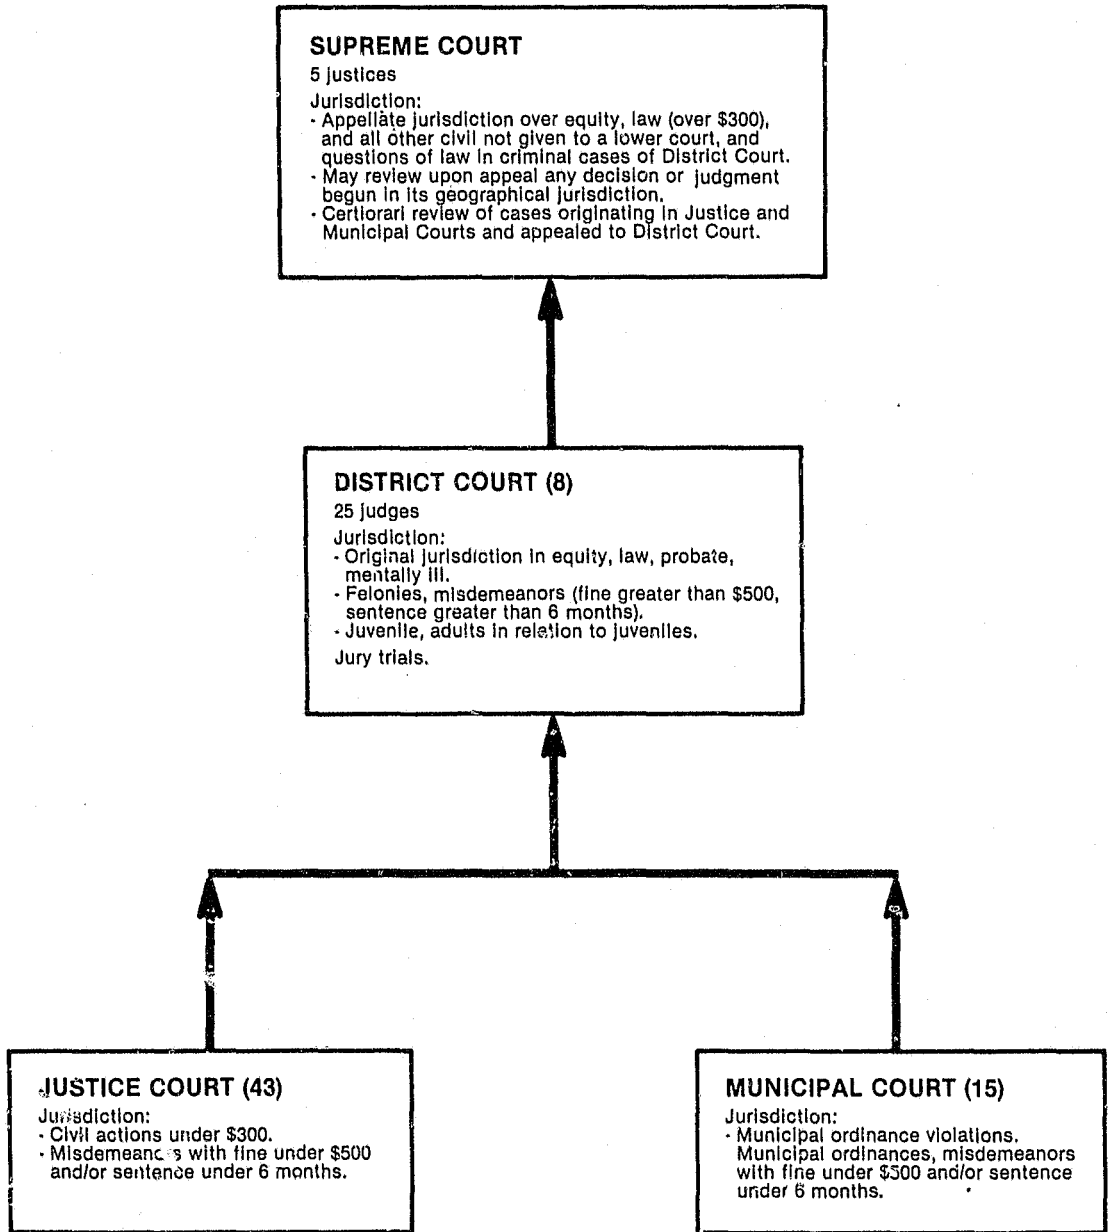 SUPREME COURT
5 justices
Jurisdiction:
- Appellate jurisdiction over equity, law (over $300),
and all other civil not given to a lower court, and
questions of law in criminal cases of District Court.
- May review upon appeal any decision or judgment
begun in its geographical jurisdiction.
- Certiorari review of cases originating in Justice and
Municipal Courts and appealed to District Court.
DISTRICT COURT (8)
25 judges
Jurisdiction:
- Original jurisdiction in equity, law, probate,
mentally ill.
- Felonies, misdemeanors (fine greater than $500,
sentence greater than 6 months).
- Juvenile, adults in relation to juveniles.
Jury trials.
JUSTICE COURT (43)
Jurisdiction:
- Civil actions under $300.
- Misdemeanors with fine under $500
and/or sentence under 6 months.
MUNICIPAL COURT (15)
Jurisdiction:
- Municipal ordinance violations.
Municipal ordinances, misdemeanors
with fine under $500 and/or sentence
under 6 months.